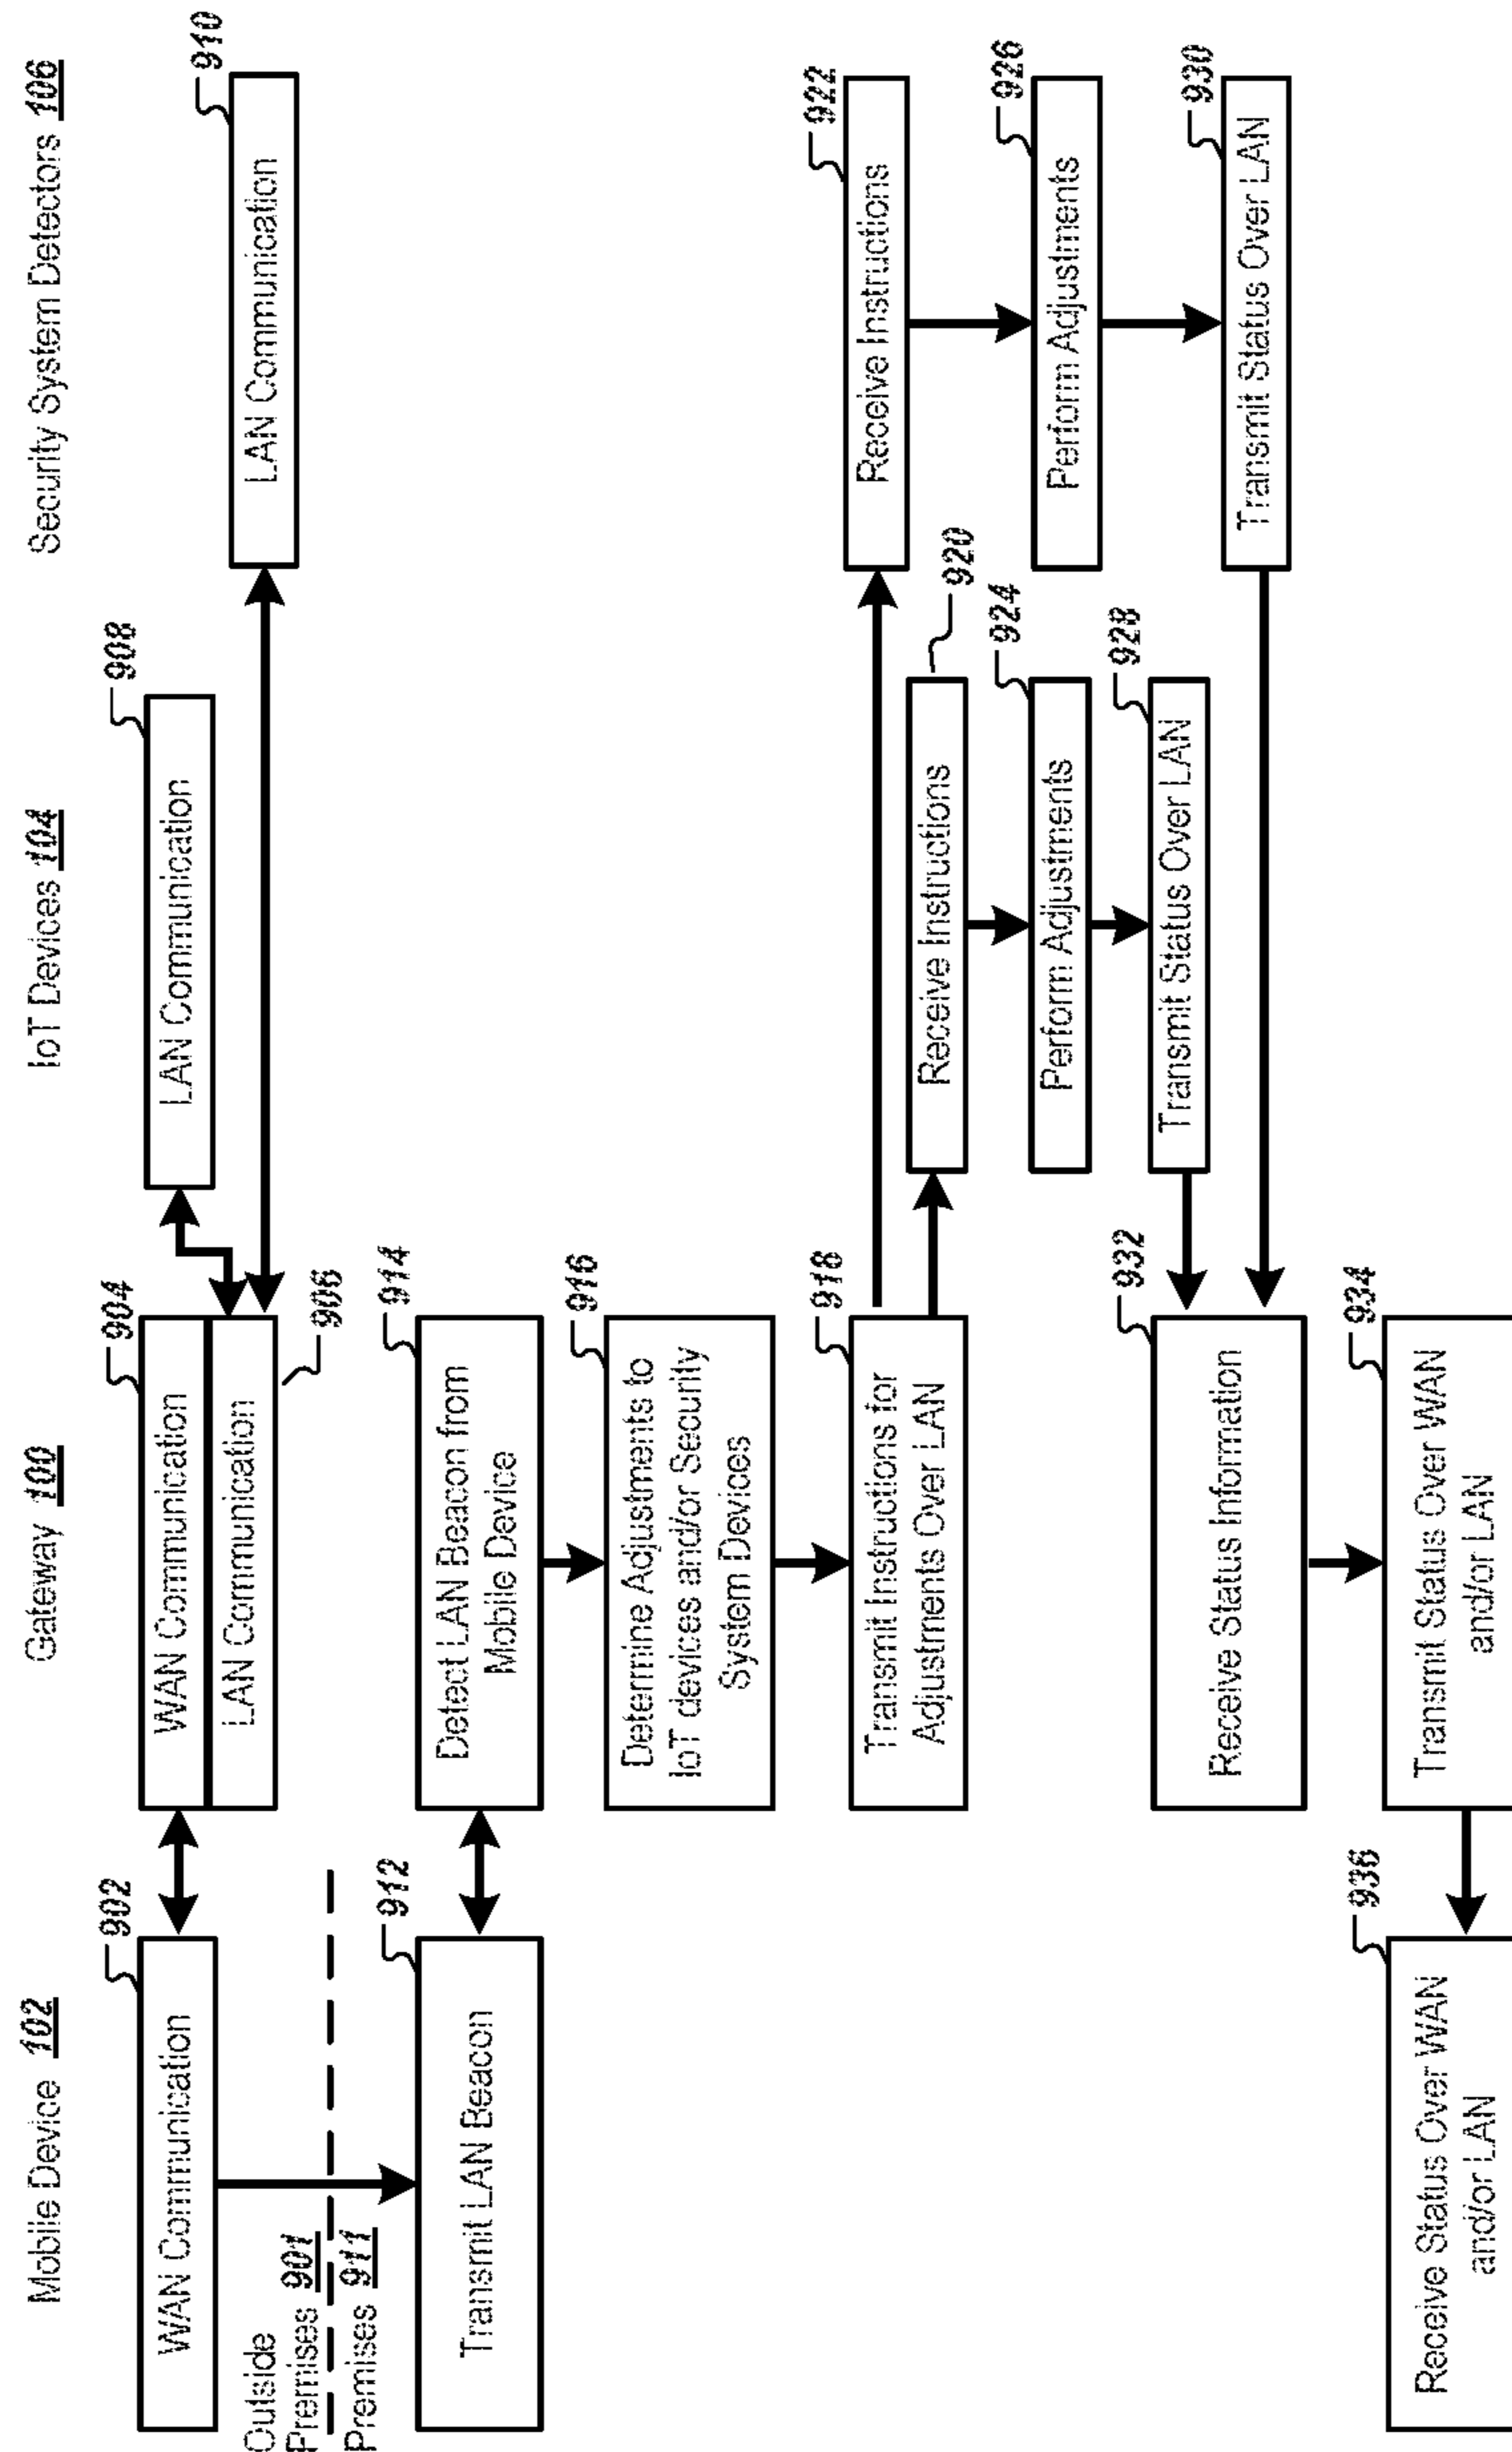 Mobile Device 102
Gateway 100
IoT Devices 104
Security System Detectors 106
902
WAN Communication
904
WAN Communication
LAN Communication
906
908
LAN Communication
910
LAN Communication
Outside
Premises 901
Premises 911
912
Transmit LAN Beacon
914
Detect LAN Beacon from
Mobile Device
916
Determine Adjustments to
IoT devices and/or Security
System Devices
918
Transmit Instructions for
Adjustments Over LAN
920
Receive Instructions
922
Receive Instructions
924
Perform Adjustments
926
Perform Adjustments
928
Transmit Status Over LAN
930
Transmit Status Over LAN
932
Receive Status Information
934
Transmit Status Over WAN
and/or LAN
936
Receive Status Over WAN
and/or LAN